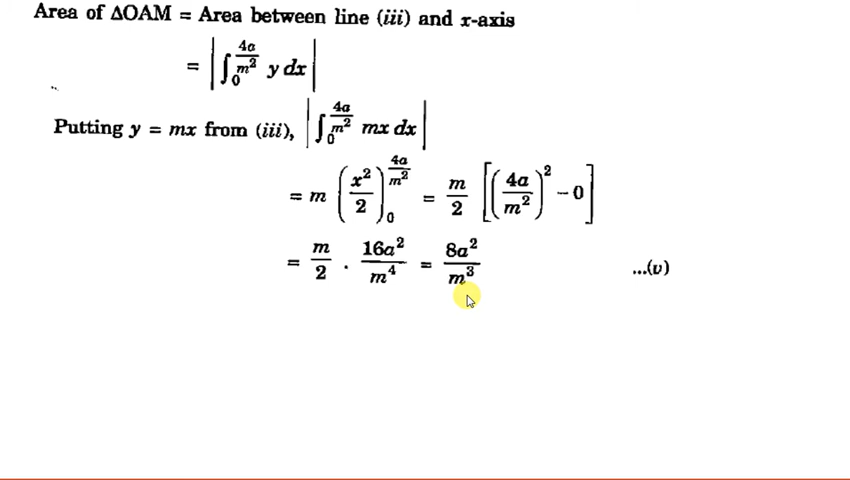 Area of ΔOAM = Area between line (iii) and x-axis
= |∫₀^(4a/m²) y dx|
Putting y = mx from (iii), |∫₀^(4a/m²) mx dx|
= m (x²/2)₀^(4a/m²) = m/2 [(4a/m²)² – 0]
= m/2 . 16a²/m⁴ = 8a²/m³ ...(v)